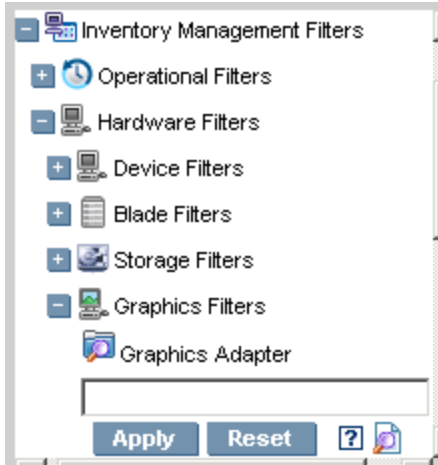 Inventory Management Filters
Operational Filters
Hardware Filters
Device Filters
Blade Filters
Storage Filters
Graphics Filters
Graphics Adapter
Apply Reset ?